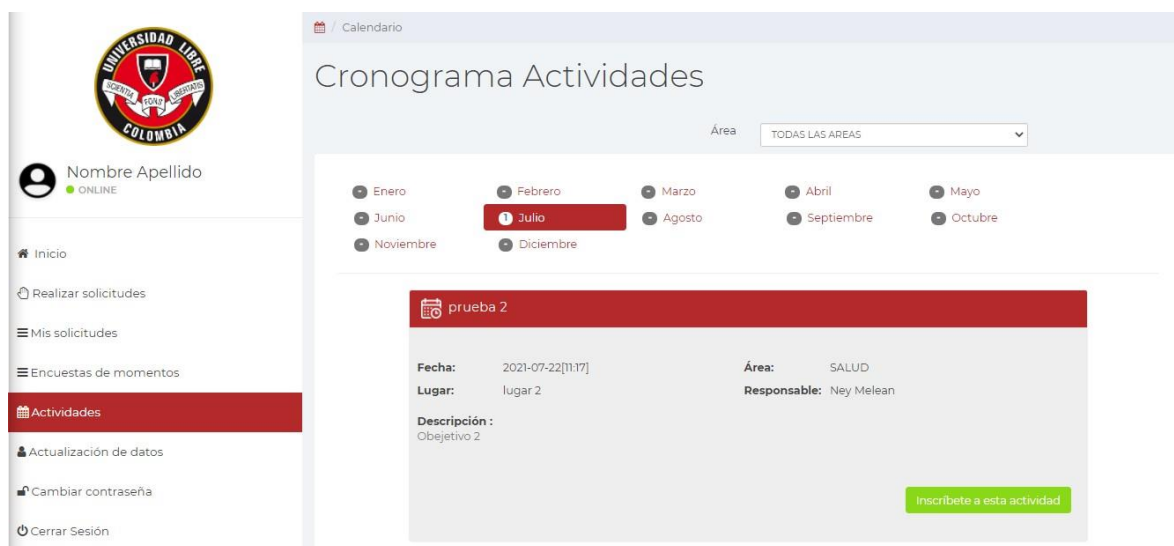 UNIVERSIDAD LIBRE
SCIENTIA FONS LIBERTATIS
COLOMBIA
Nombre Apellido
ONLINE
Inicio
Realizar solicitudes
Mis solicitudes
Encuestas de momentos
Actividades
Actualización de datos
Cambiar contraseña
Cerrar Sesión
/ Calendario
Cronograma Actividades
Área TODAS LAS AREAS
- Enero - Febrero - Marzo - Abril - Mayo
- Junio 1 Julio - Agosto - Septiembre - Octubre
- Noviembre - Diciembre
prueba 2
Fecha: 2021-07-22[11:17] Área: SALUD
Lugar: lugar 2 Responsable: Ney Melean
Descripción :
Obejetivo 2
Inscríbete a esta actividad